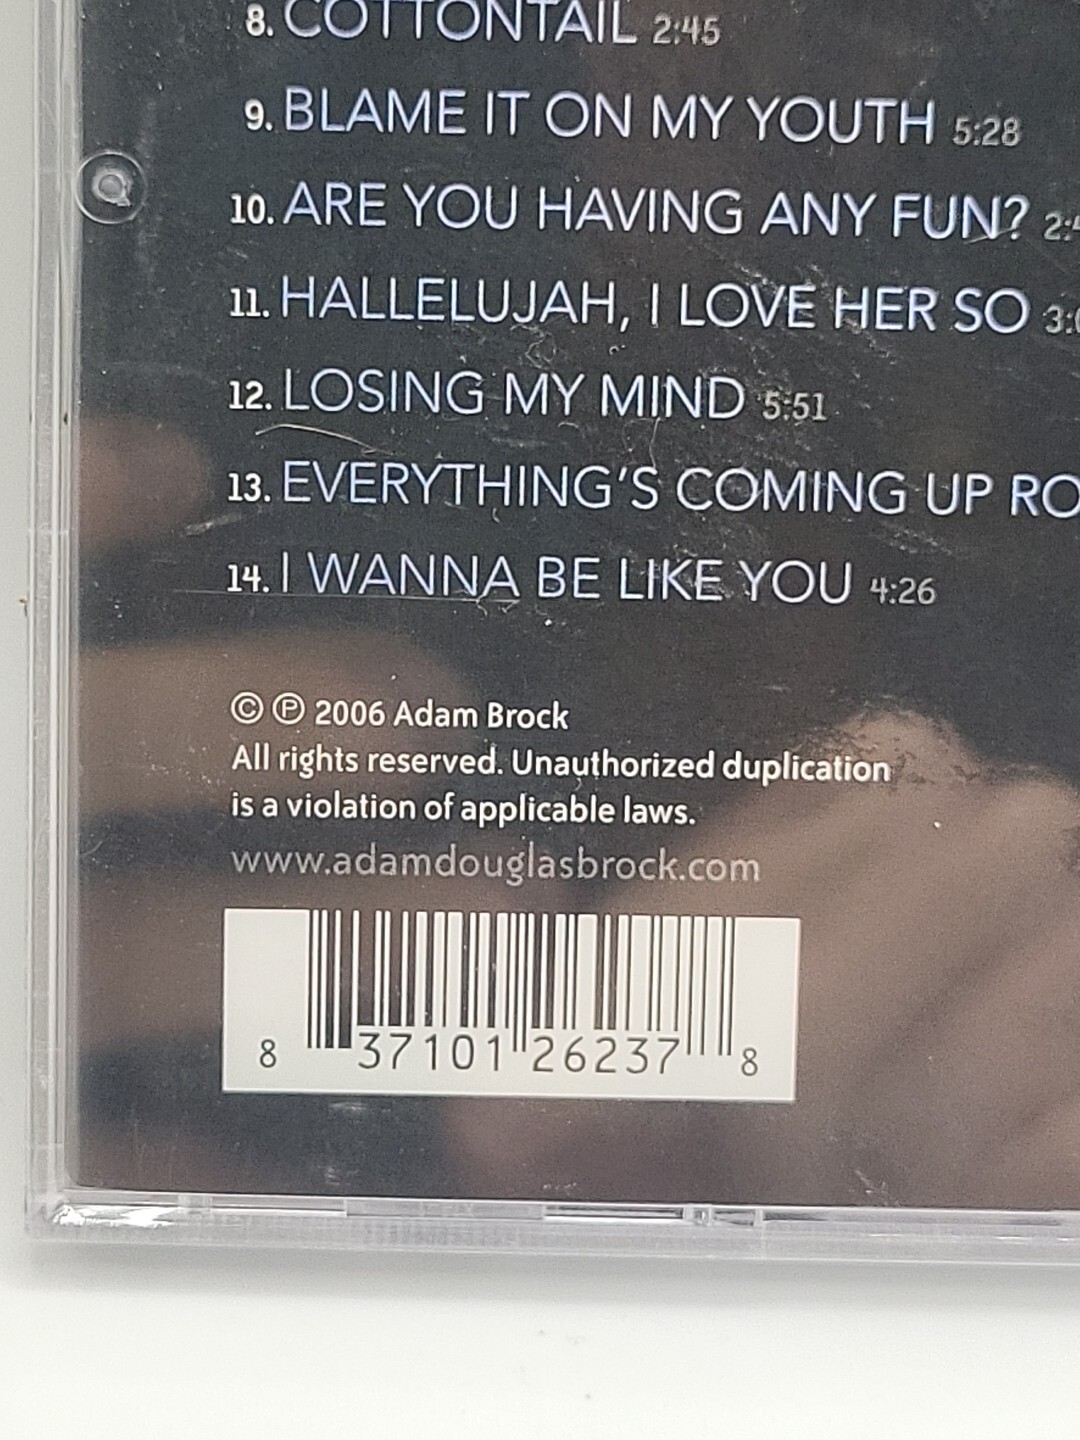 8. COTTONTAIL 2:45
9. BLAME IT ON MY YOUTH 5:28
10. ARE YOU HAVING ANY FUN?
11. HALLELUJAH, I LOVE HER SO
12. LOSING MY MIND 5:51
13. EVERYTHING'S COMING UP
14. I WANNA BE LIKE YOU 4:26
© ℗ 2006 Adam Brock
All rights reserved. Unauthorized duplication
is a violation of applicable laws.
www.adamdouglasbrock.com
8 37101 26237 8